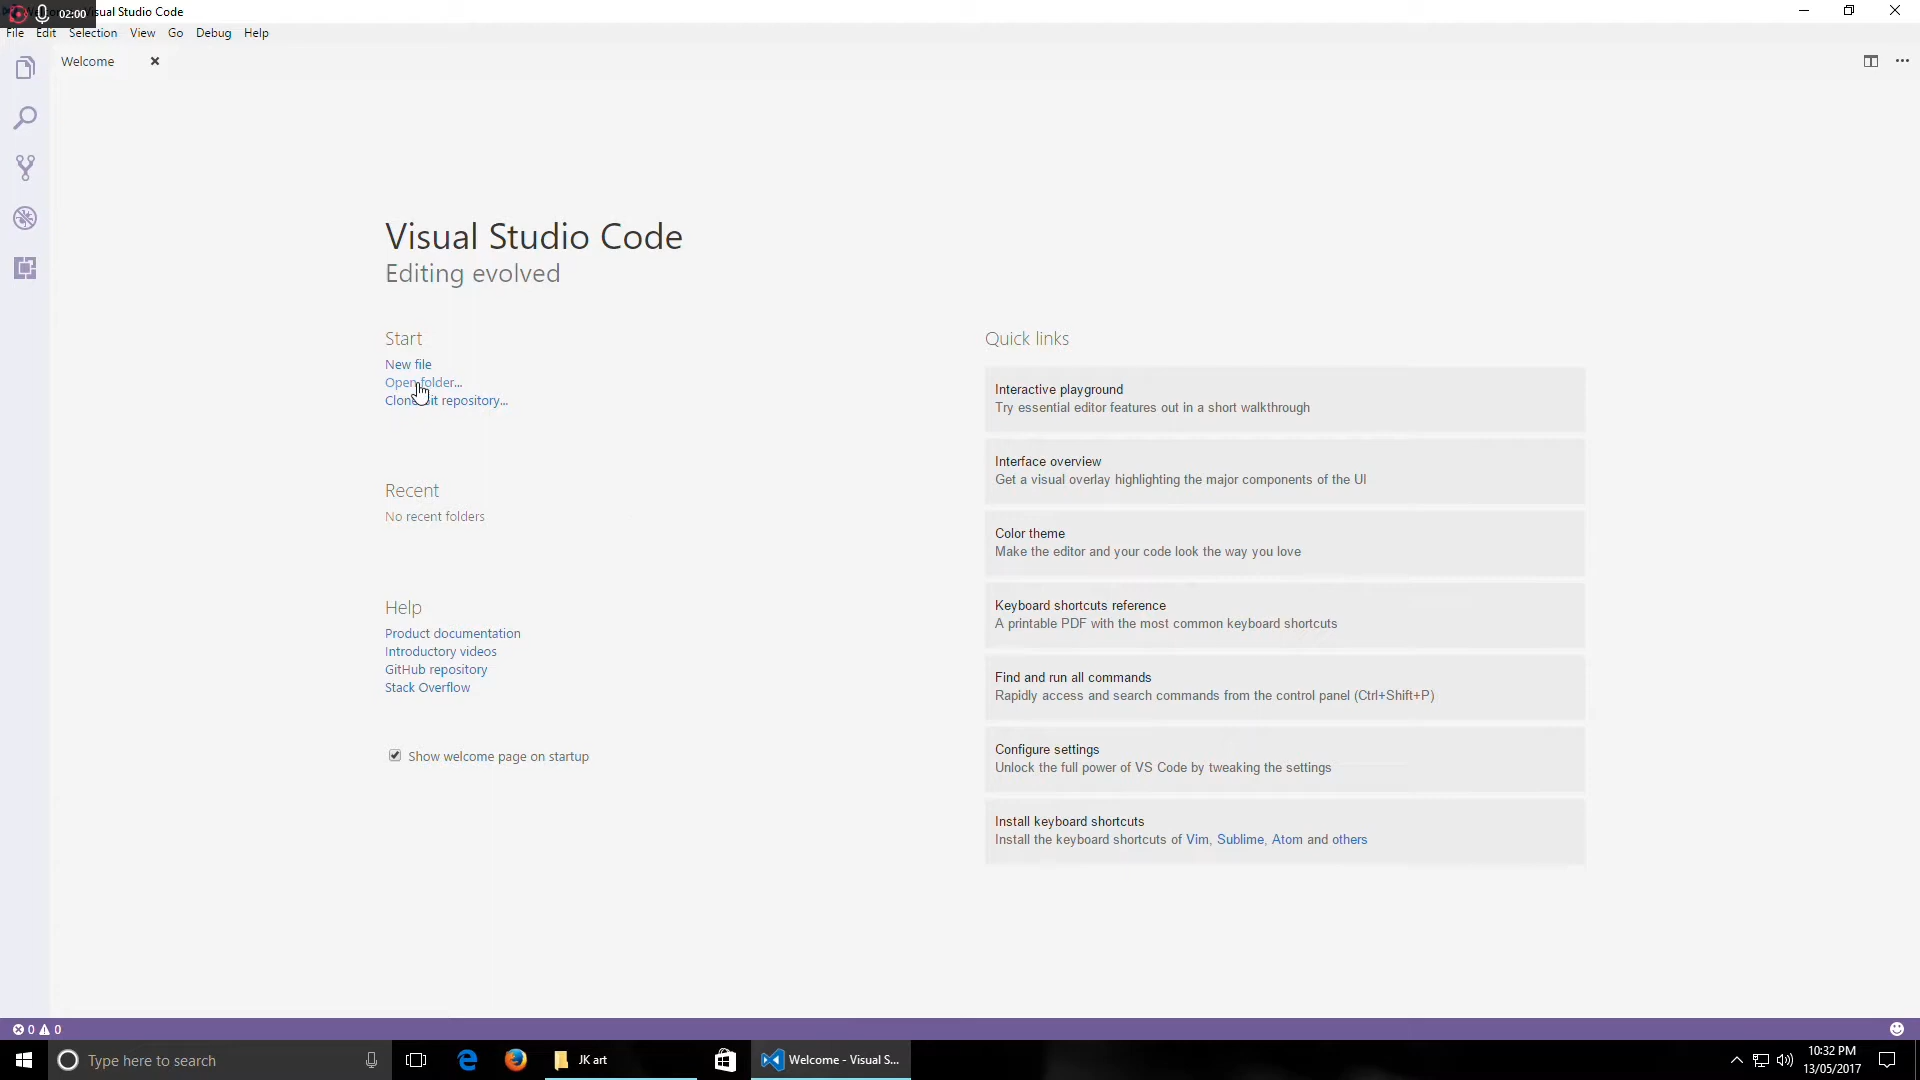 02:00 isual Studio Code
File Edit Selection View Go Debug Help
Welcome
Visual Studio Code
Editing evolved
Start
New file
Open folder...
Clone Git repository...
Recent
No recent folders
Help
Product documentation
Introductory videos
GitHub repository
Stack Overflow
Show welcome page on startup
Quick links
Interactive playground
Try essential editor features out in a short walkthrough
Interface overview
Get a visual overlay highlighting the major components of the UI
Color theme
Make the editor and your code look the way you love
Keyboard shortcuts reference
A printable PDF with the most common keyboard shortcuts
Find and run all commands
Rapidly access and search commands from the control panel (Ctrl+Shift+P)
Configure settings
Unlock the full power of VS Code by tweaking the settings
Install keyboard shortcuts
Install the keyboard shortcuts of Vim, Sublime, Atom and others
0 0
Type here to search
JK art
Welcome - Visual S...
10:32 PM
13/05/2017